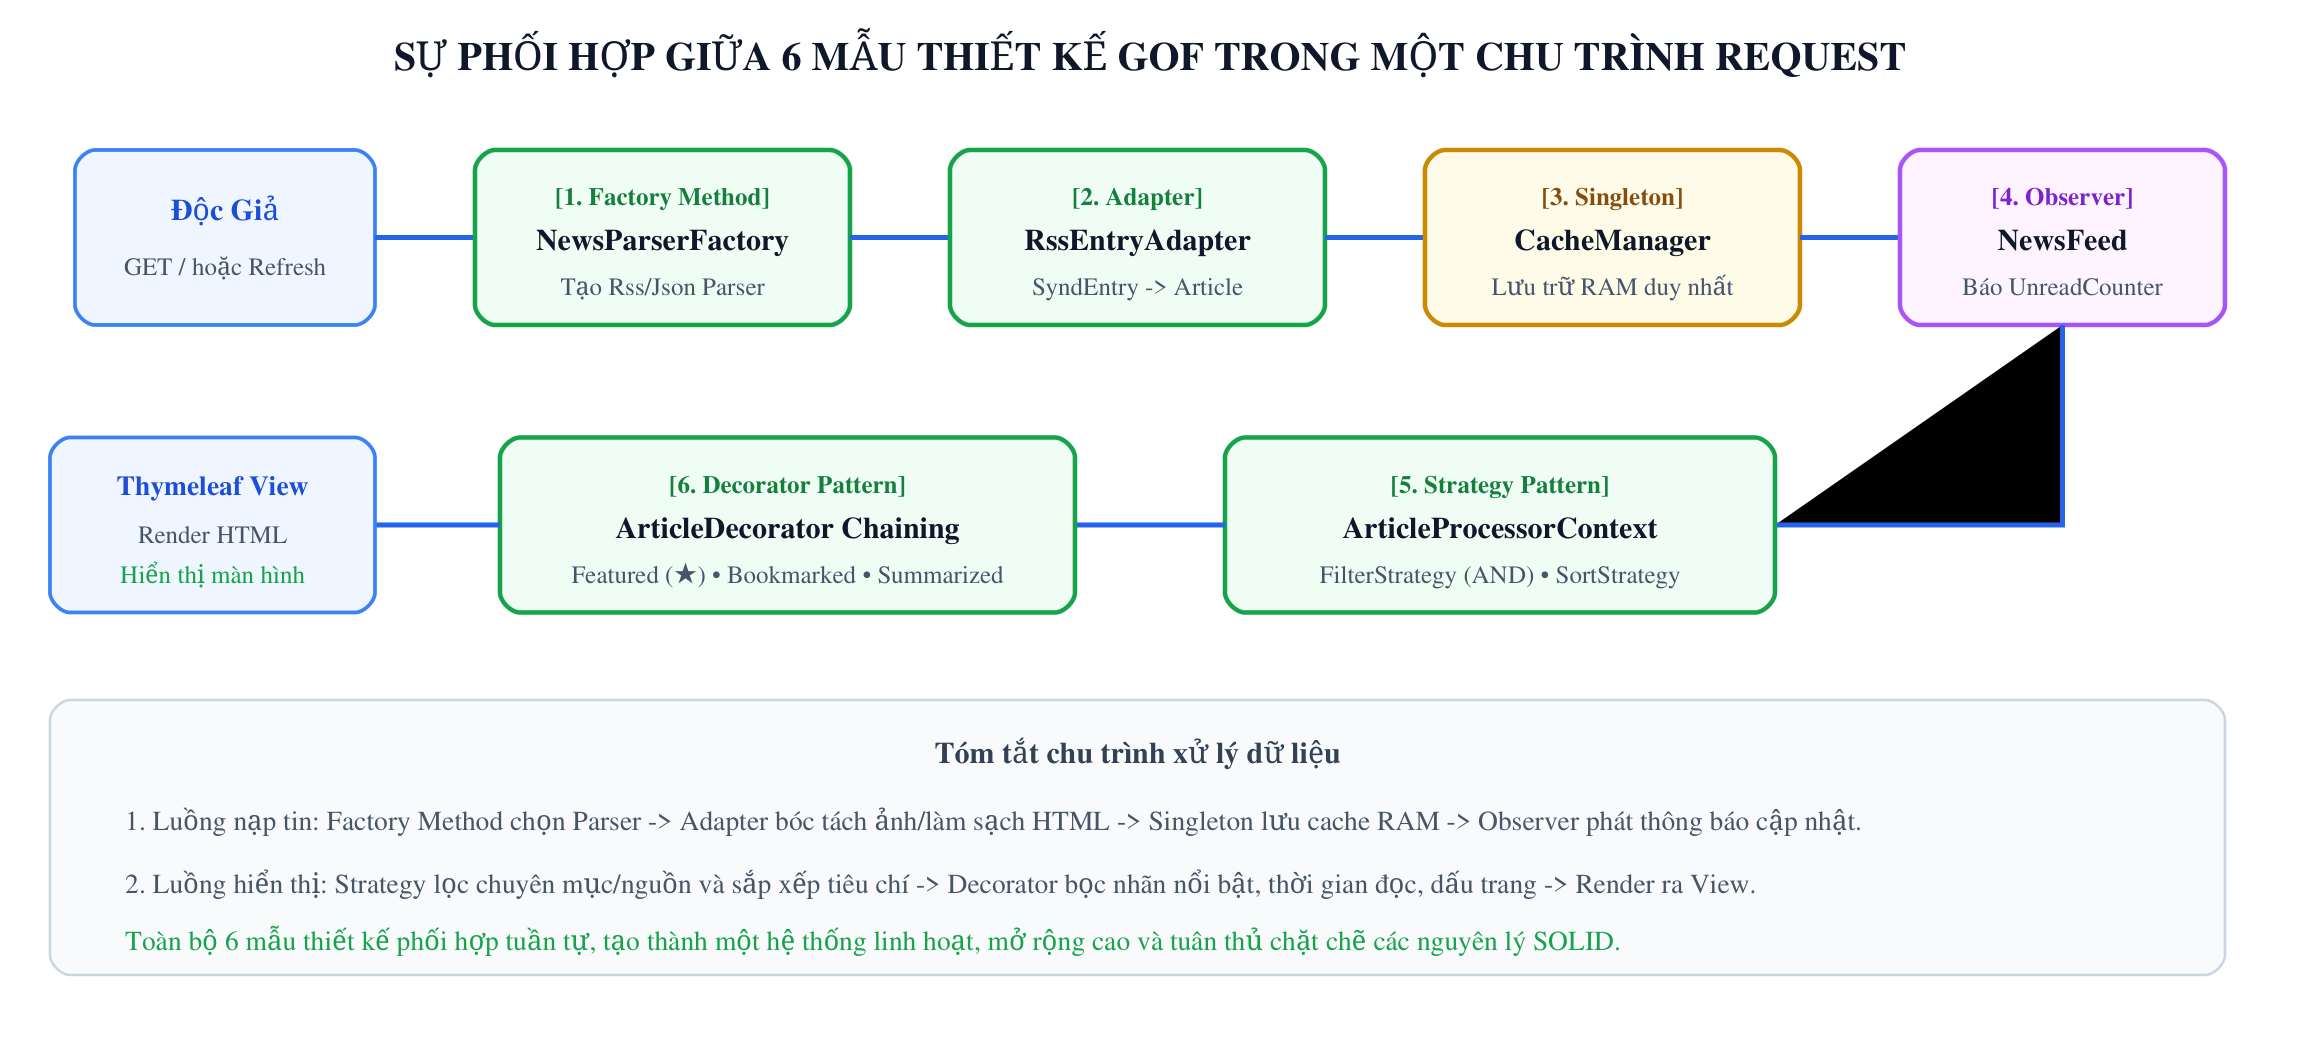 SỰ PHỐI HỢP GIỮA 6 MẪU THIẾT KẾ GOF TRONG MỘT CHU TRÌNH REQUEST
Độc Giả
GET / hoặc Refresh
[1. Factory Method]
NewsParserFactory
Tạo Rss/Json Parser
[2. Adapter]
RssEntryAdapter
SyndEntry -> Article
[3. Singleton]
CacheManager
Lưu trữ RAM duy nhất
[4. Observer]
NewsFeed
Báo UnreadCounter
Thymeleaf View
Render HTML
Hiển thị màn hình
[6. Decorator Pattern]
ArticleDecorator Chaining
Featured (★) • Bookmarked • Summarized
[5. Strategy Pattern]
ArticleProcessorContext
FilterStrategy (AND) • SortStrategy
Tóm tắt chu trình xử lý dữ liệu
1. Luồng nạp tin: Factory Method chọn Parser -> Adapter bóc tách ảnh/làm sạch HTML -> Singleton lưu cache RAM -> Observer phát thông báo cập nhật.
2. Luồng hiển thị: Strategy lọc chuyên mục/nguồn và sắp xếp tiêu chí -> Decorator bọc nhãn nổi bật, thời gian đọc, dấu trang -> Render ra View.
Toàn bộ 6 mẫu thiết kế phối hợp tuần tự, tạo thành một hệ thống linh hoạt, mở rộng cao và tuân thủ chặt chẽ các nguyên lý SOLID.